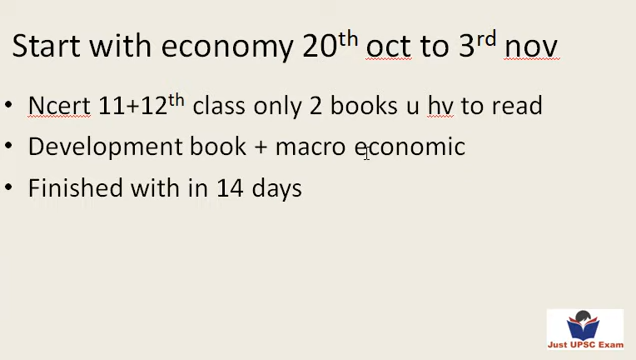 Start with economy 20th oct to 3rd nov
• Ncert 11+12th class only 2 books u hv to read
• Development book + macro economic
• Finished with in 14 days
Just UPSC Exam